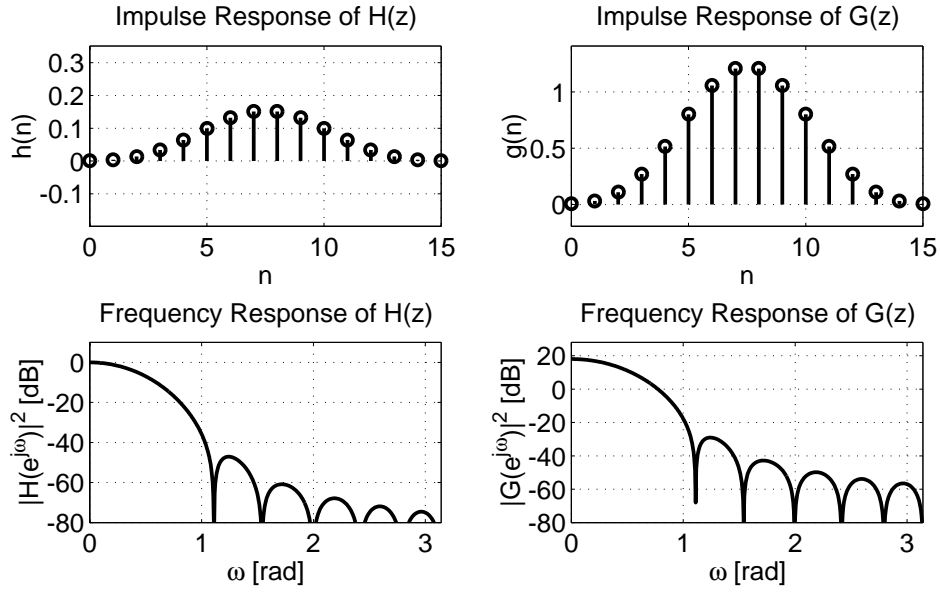 Impulse Response of H(z)
0.3
0.2
0.1
0
-0.1
h(n)
0 5 10 15
n
Impulse Response of G(z)
1
0.5
0
g(n)
0 5 10 15
n
Frequency Response of H(z)
0
-20
-40
-60
-80
|H(e^{jω})|^2 [dB]
0 1 2 3
ω [rad]
Frequency Response of G(z)
20
0
-20
-40
-60
-80
|G(e^{jω})|^2 [dB]
0 1 2 3
ω [rad]